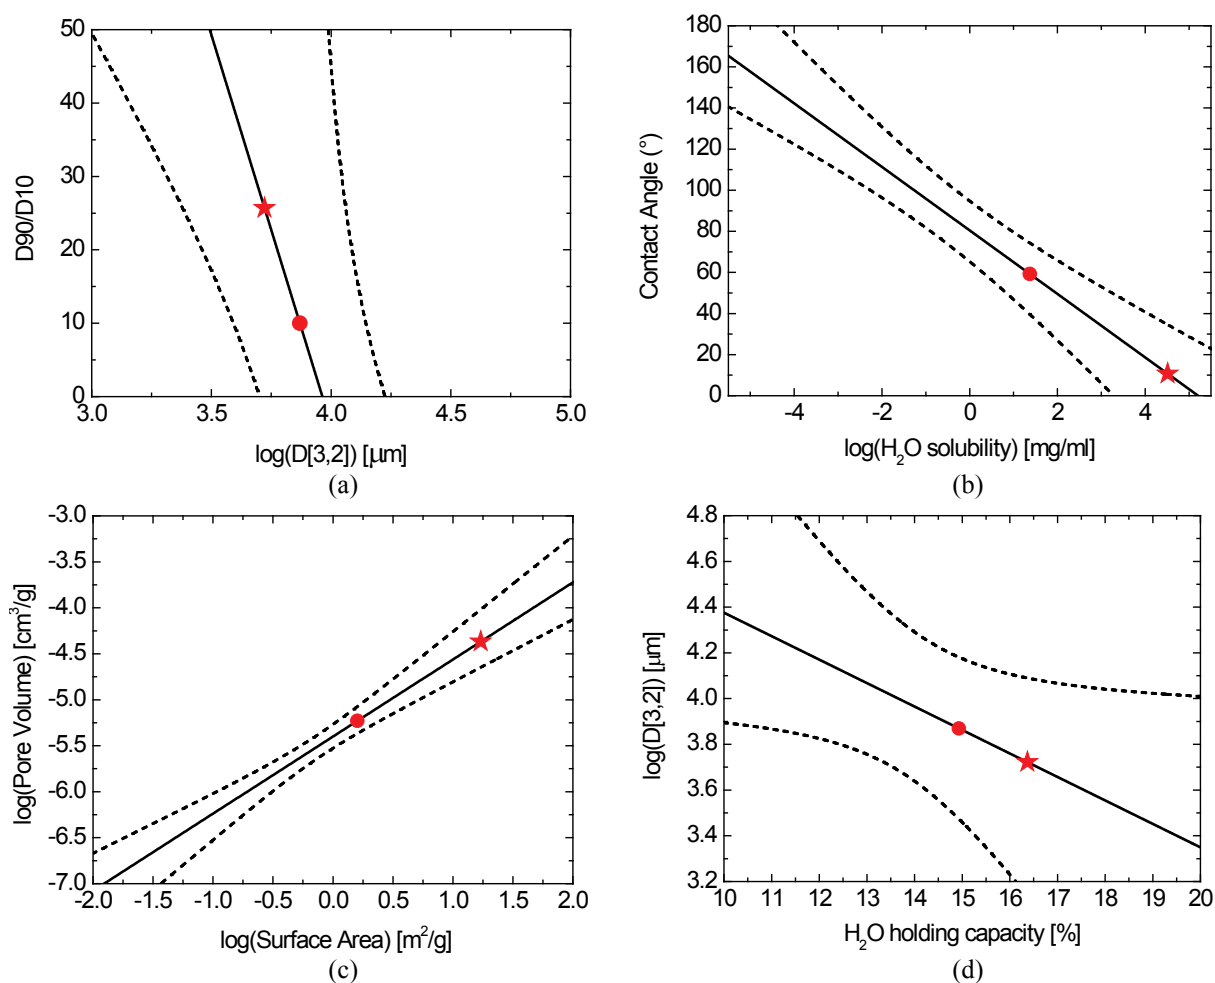 50
40
30
20
10
0
D90/D10
3.0 3.5 4.0 4.5 5.0
log(D[3,2]) [μm]
(a)
180
160
140
120
100
80
60
40
20
0
Contact Angle (°)
-4 -2 0 2 4
log(H₂O solubility) [mg/ml]
(b)
-3.0
-3.5
-4.0
-4.5
-5.0
-5.5
-6.0
-6.5
-7.0
log(Pore Volume) [cm³/g]
-2.0 -1.5 -1.0 -0.5 0.0 0.5 1.0 1.5 2.0
log(Surface Area) [m²/g]
(c)
4.8
4.4
4.2
4.0
3.8
3.6
3.4
3.2
log(D[3,2]) [μm]
10 11 12 13 14 15 16 17 18 19 20
H₂O holding capacity [%]
(d)